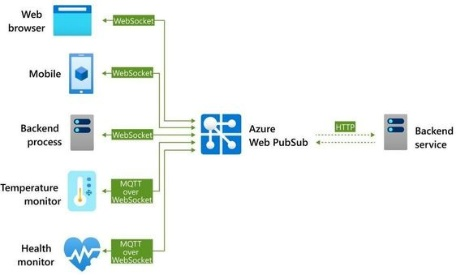 Web
browser
WebSocket
Mobile
WebSocket
Backend
process
WebSocket
Azure
Web PubSub
HTTP
Backend
service
Temperature
monitor
MQTT
over
WebSocket
Health
monitor
MQTT
over
WebSocket